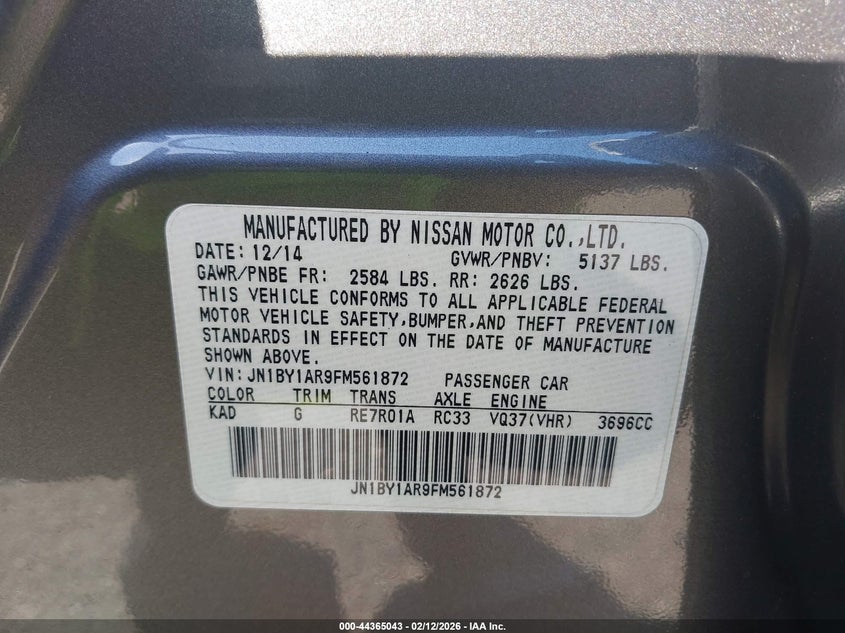 MANUFACTURED BY NISSAN MOTOR CO.,LTD.
DATE: 12/14 GVWR/PNBV: 5137 LBS.
GAWR/PNBE FR: 2584 LBS. RR: 2626 LBS.
THIS VEHICLE CONFORMS TO ALL APPLICABLE FEDERAL
MOTOR VEHICLE SAFETY,BUMPER,AND THEFT PREVENTION
STANDARDS IN EFFECT ON THE DATE OF MANUFACTURE
SHOWN ABOVE.
VIN: JN1BY1AR9FM561872 PASSENGER CAR
COLOR TRIM TRANS AXLE ENGINE
KAD G RE7R01A RC33 VQ37(VHR) 3696CC
JN1BY1AR9FM561872
000-44365043 - 02/12/2026 - IAA Inc.